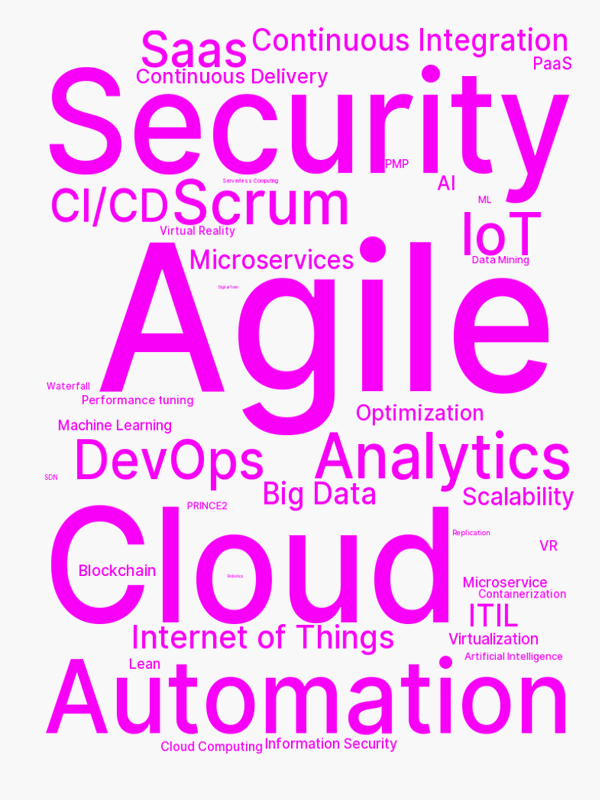 Saas
Continuous Integration
PaaS
Continuous Delivery
Security
PMP
Serverless Computing
AI
CI/CD
Scrum
ML
IoT
Virtual Reality
Microservices
Data Mining
Digital Twin
Agile
Waterfall
Performance tuning
Optimization
Machine Learning
DevOps
Analytics
SDN
Big Data
Scalability
PRINCE2
Cloud
Replication
VR
Blockchain
Robotics
Microservice
Containerization
ITIL
Internet of Things
Virtualization
Artificial Intelligence
Lean
Automation
Cloud Computing
Information Security